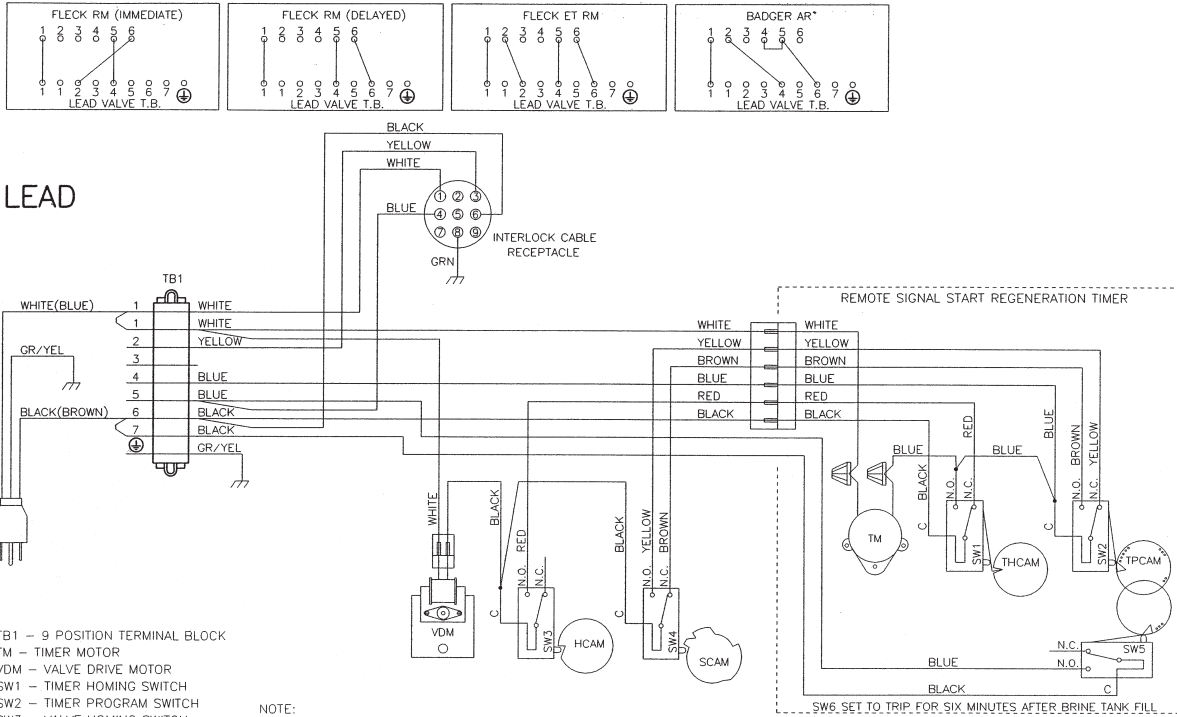 FLECK RM (IMMEDIATE)
1 2 3 4 5 6
1 1 2 3 4 5 6 7
LEAD VALVE T.B.
FLECK RM (DELAYED)
1 2 3 4 5 6
1 1 2 3 4 5 6 7
LEAD VALVE T.B.
FLECK ET RM
1 2 3 4 5 6
1 1 2 3 4 5 6 7
LEAD VALVE T.B.
BADGER AR*
1 2 3 4 5 6
1 1 2 3 4 5 6 7
LEAD VALVE T.B.
LEAD
BLACK
YELLOW
WHITE
BLUE
1 2 3
4 5 6
7 8 9
INTERLOCK CABLE
RECEPTACLE
GRN
TB1
WHITE(BLUE)
GR/YEL
BLACK(BROWN)
1 WHITE
1 WHITE
2 YELLOW
3
4 BLUE
5 BLUE
6 BLACK
7 BLACK
GR/YEL
REMOTE SIGNAL START REGENERATION TIMER
WHITE WHITE
YELLOW YELLOW
BROWN BROWN
BLUE BLUE
RED RED
BLACK BLACK
WHITE
VDM
BLACK
C
N.O. RED
N.C.
SW3
HCAM
BLACK
C
N.O. YELLOW
N.C. BROWN
SW4
SCAM
TM
BLUE
BLACK
C
N.O.
N.C.
RED
SW1
THCAM
BLUE
BLUE
C
N.O. BROWN
N.C. YELLOW
SW2
TPCAM
N.C.
N.O.
SW5
C
BLUE
BLACK
SW6 SET TO TRIP FOR SIX MINUTES AFTER BRINE TANK FILL
TB1 – 9 POSITION TERMINAL BLOCK
TM – TIMER MOTOR
VDM – VALVE DRIVE MOTOR
SW1 – TIMER HOMING SWITCH
SW2 – TIMER PROGRAM SWITCH
SW3 – VALVE HOMING SWITCH
NOTE: